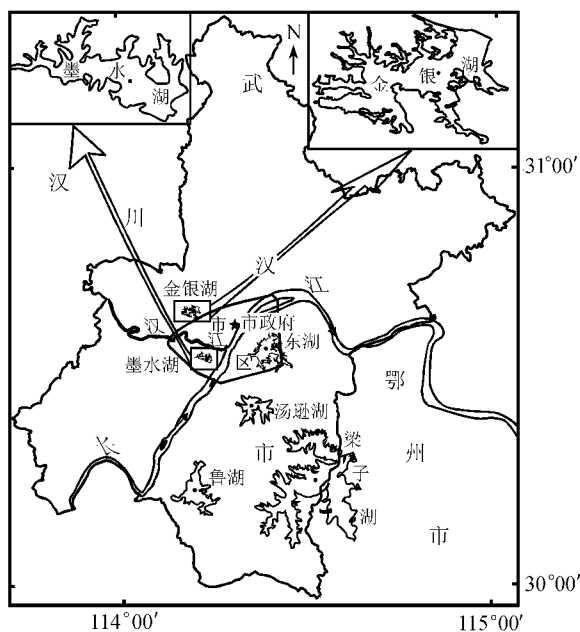 墨水湖
金银湖
N
武
汉
川
31°00′
汉
江
金银湖
汉
市
市政府
江
墨水湖
区
东湖
鄂
汤逊湖
长
市
梁
州
鲁湖
子
湖
市
30°00′
114°00′
115°00′